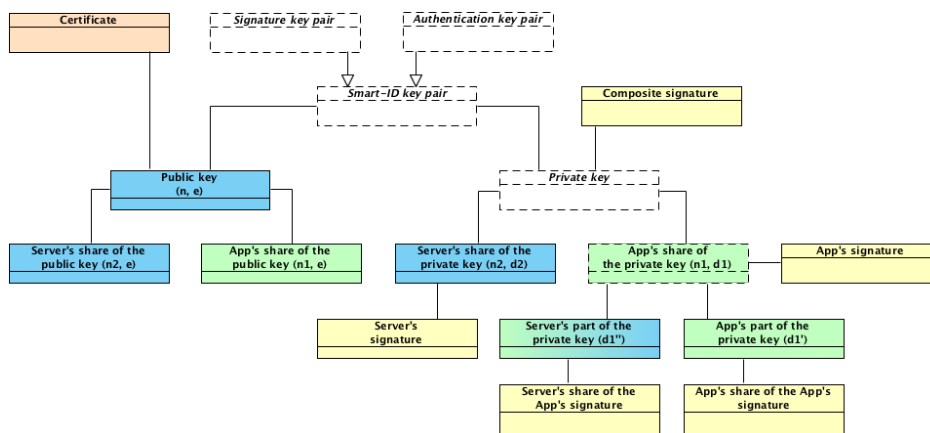 Certificate
Signature key pair
Authentication key pair
Smart-ID key pair
Composite signature
Public key
(n, e)
Private key
Server's share of the
public key (n2, e)
App's share of the
public key (n1, e)
Server's share of the
private key (n2, d2)
App's share of
the private key (n1, d1)
App's signature
Server's
signature
Server's part of the
private key (d1'')
App's part of the
private key (d1')
Server's share of the
App's signature
App's share of the App's
signature